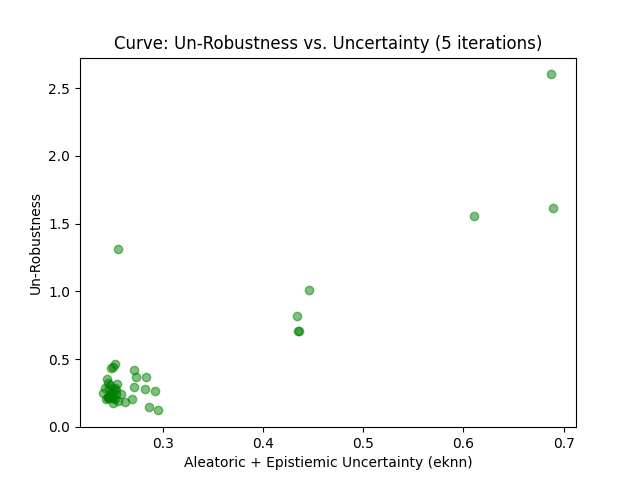 Curve: Un-Robustness vs. Uncertainty (5 iterations)
Un-Robustness
2.5
2.0
1.5
1.0
0.5
0.0
0.3 0.4 0.5 0.6 0.7
Aleatoric + Epistiemic Uncertainty (eknn)